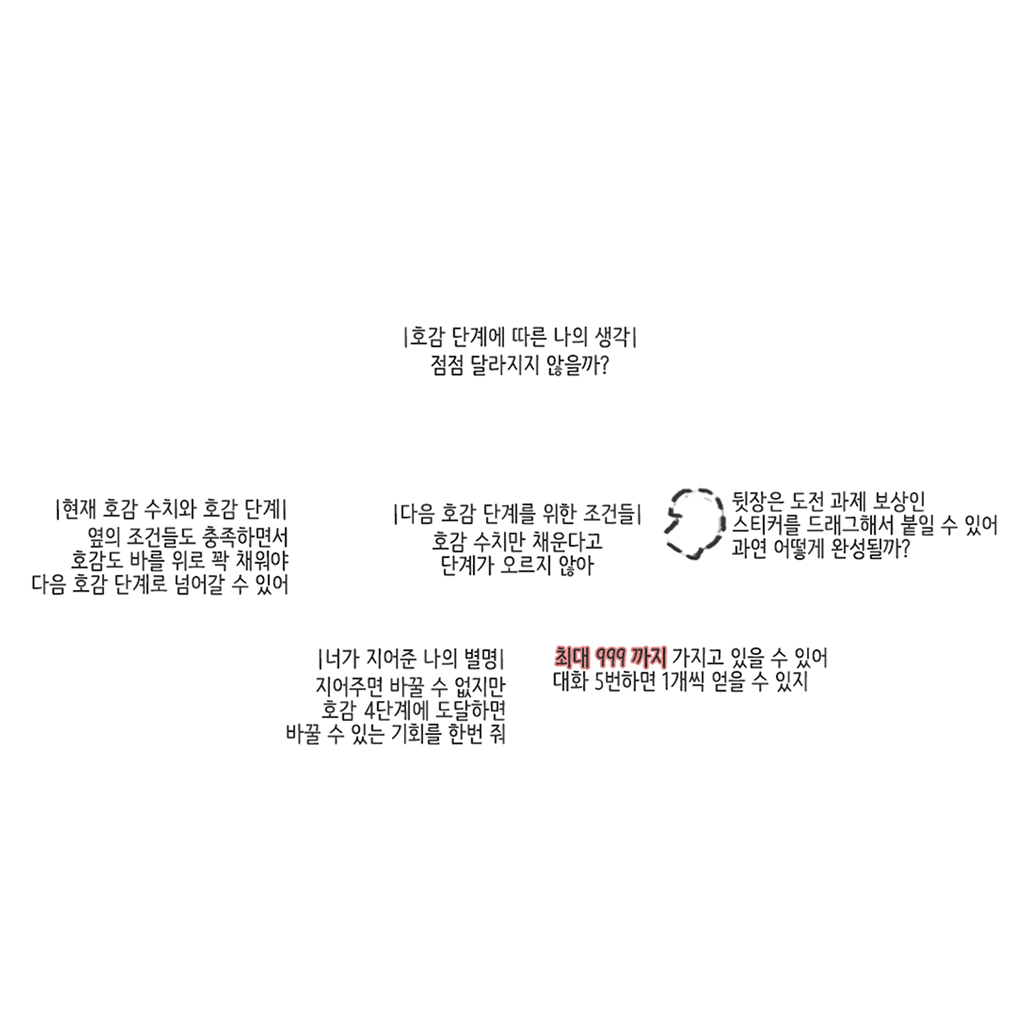 |호감 단계에 따른 나의 생각|
점점 달라지지 않을까?
|현재 호감 수치와 호감 단계|
옆의 조건들도 충족하면서
호감도 바를 위로 꽉 채워야
다음 호감 단계로 넘어갈 수 있어
|다음 호감 단계를 위한 조건들|
호감 수치만 채운다고
단계가 오르지 않아
뒷장은 도전 과제 보상인
스티커를 드래그해서 붙일 수 있어
과연 어떻게 완성될까?
|너가 지어준 나의 별명|
지어주면 바꿀 수 없지만
호감 4단계에 도달하면
바꿀 수 있는 기회를 한번 줘
최대 999 까지 가지고 있을 수 있어
대화 5번하면 1개씩 얻을 수 있지